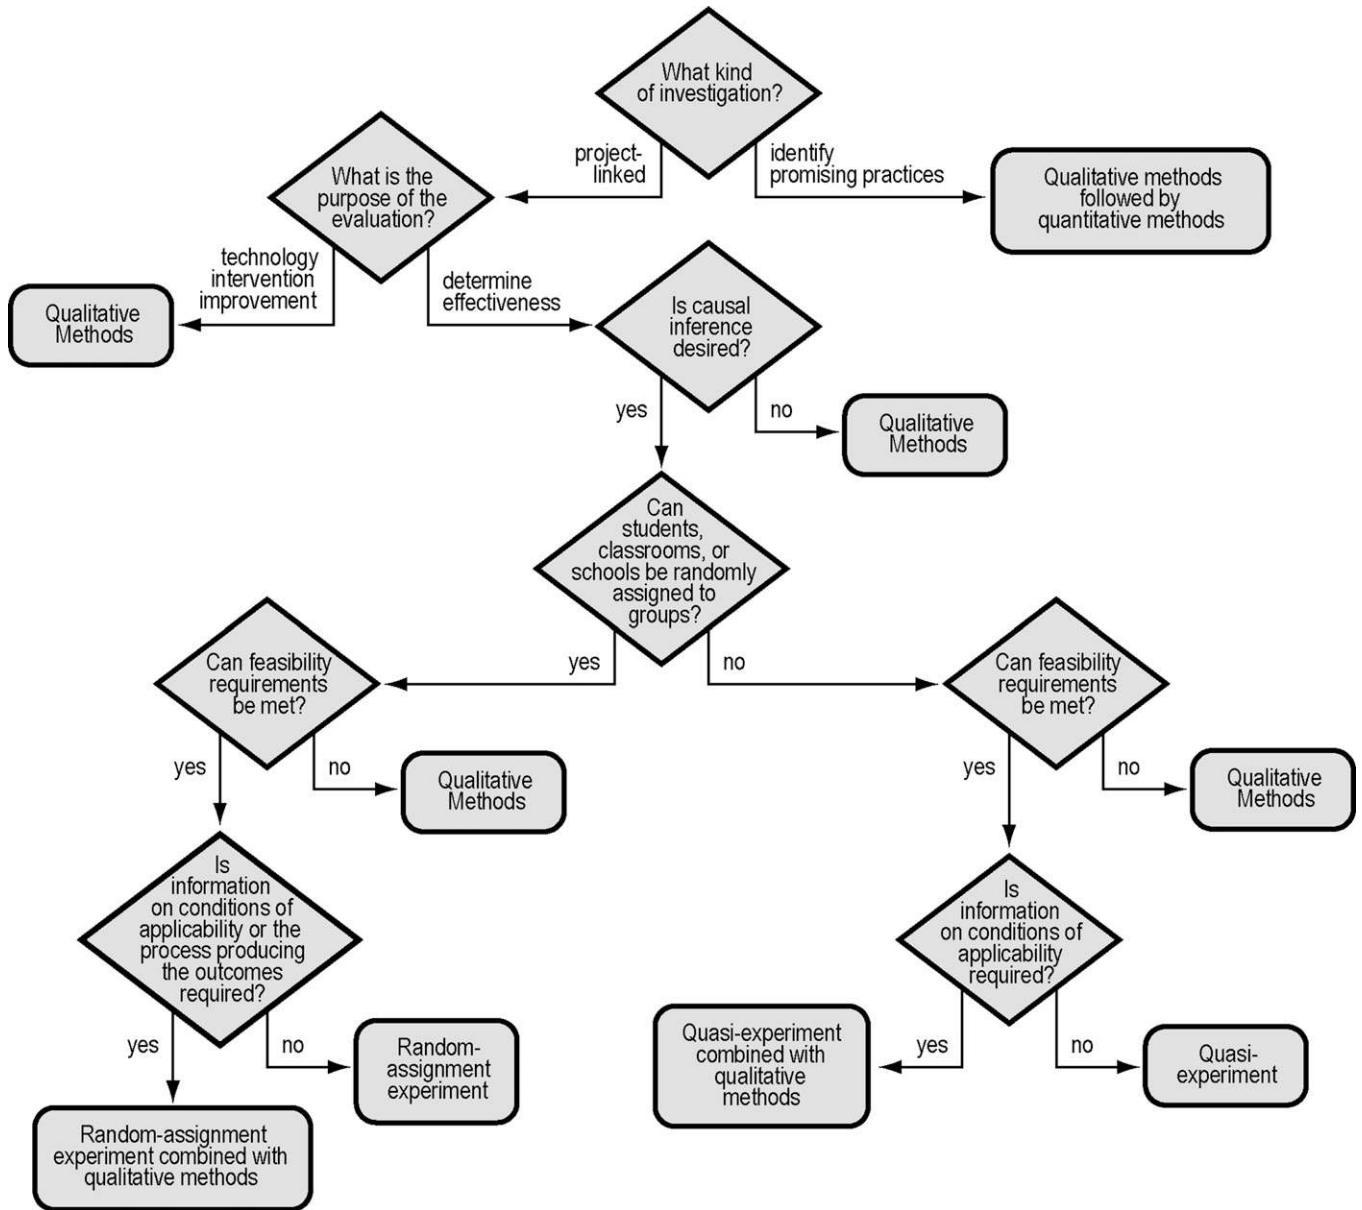 What kind
of investigation?
project-
linked
identify
promising practices
What is the
purpose of the
evaluation?
Qualitative methods
followed by
quantitative methods
technology
intervention
improvement
determine
effectiveness
Qualitative
Methods
Is causal
inference
desired?
yes
no
Qualitative
Methods
Can
students,
classrooms, or
schools be randomly
assigned to
groups?
yes
no
Can feasibility
requirements
be met?
Can feasibility
requirements
be met?
yes
no
Qualitative
Methods
yes
no
Qualitative
Methods
Is
information
on conditions of
applicability or the
process producing
the outcomes
required?
Is
information
on conditions of
applicability
required?
yes
no
Random-
assignment
experiment
Quasi-experiment
combined with
qualitative
methods
yes
no
Quasi-
experiment
Random-assignment
experiment combined with
qualitative methods